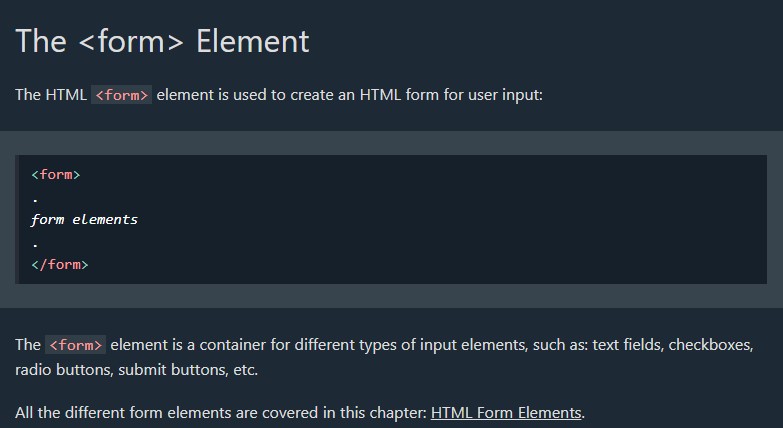 The <form> Element
The HTML <form> element is used to create an HTML form for user input:
<form>
.
form elements
.
</form>
The <form> element is a container for different types of input elements, such as: text fields, checkboxes,
radio buttons, submit buttons, etc.
All the different form elements are covered in this chapter: HTML Form Elements.